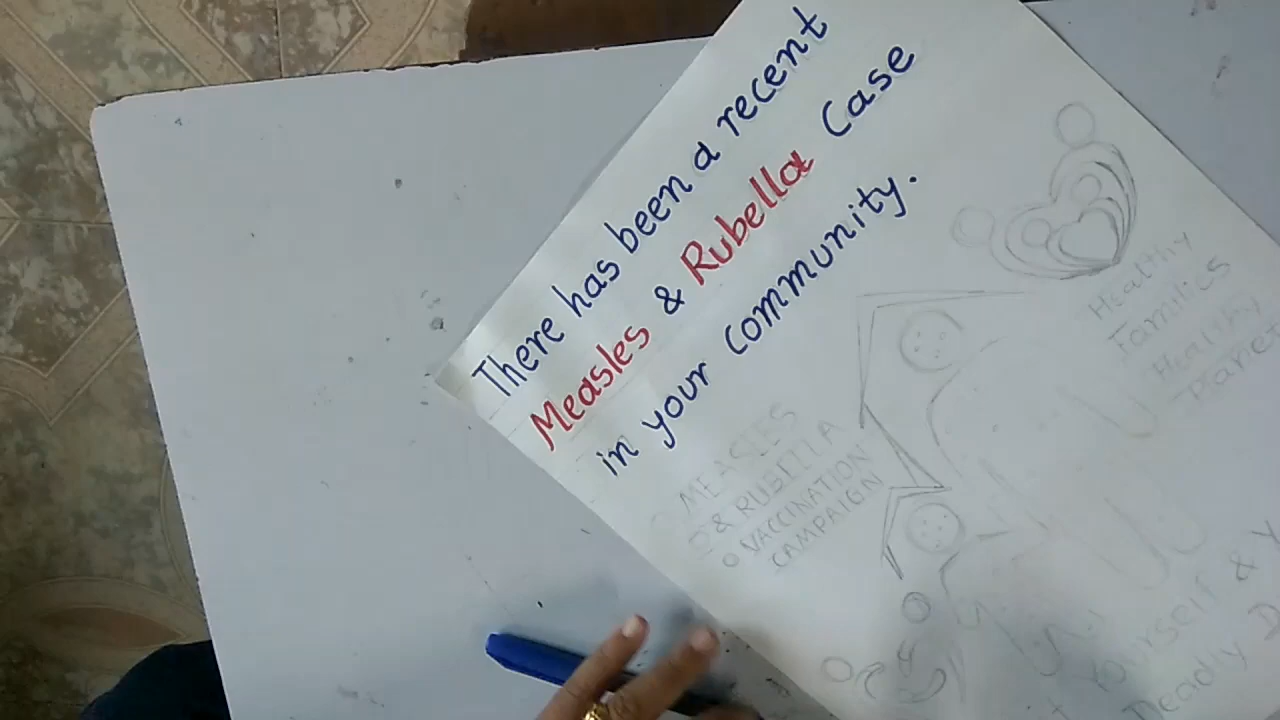 There has been a recent
Measles & Rubella Case
in your community.
Healthy
Families
Healthy
Planet
MEASLES
& RUBELLA
VACCINATION
CAMPAIGN
Yourself &
Deadly